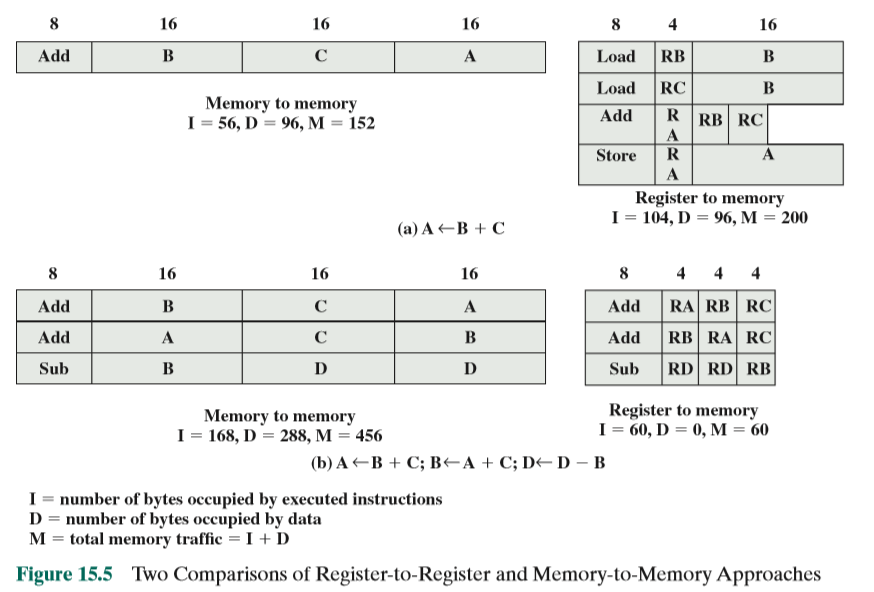 8 16 16 16
Add B C A
Memory to memory
I = 56, D = 96, M = 152
8 4 16
Load RB B
Load RC B
Add R A RB RC
Store R A A
Register to memory
I = 104, D = 96, M = 200
(a) A ← B + C
8 16 16 16
Add B C A
Add A C B
Sub B D D
Memory to memory
I = 168, D = 288, M = 456
8 4 4 4
Add RA RB RC
Add RB RA RC
Sub RD RD RB
Register to memory
I = 60, D = 0, M = 60
(b) A ← B + C; B ← A + C; D ← D − B
I = number of bytes occupied by executed instructions
D = number of bytes occupied by data
M = total memory traffic = I + D
Figure 15.5 Two Comparisons of Register-to-Register and Memory-to-Memory Approaches